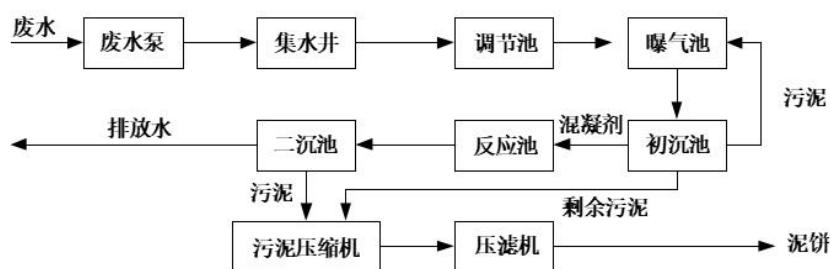 废水
废水泵
集水井
调节池
曝气池
污泥
排放水
二沉池
反应池
混凝剂
初沉池
污泥
剩余污泥
污泥压缩机
压滤机
泥饼